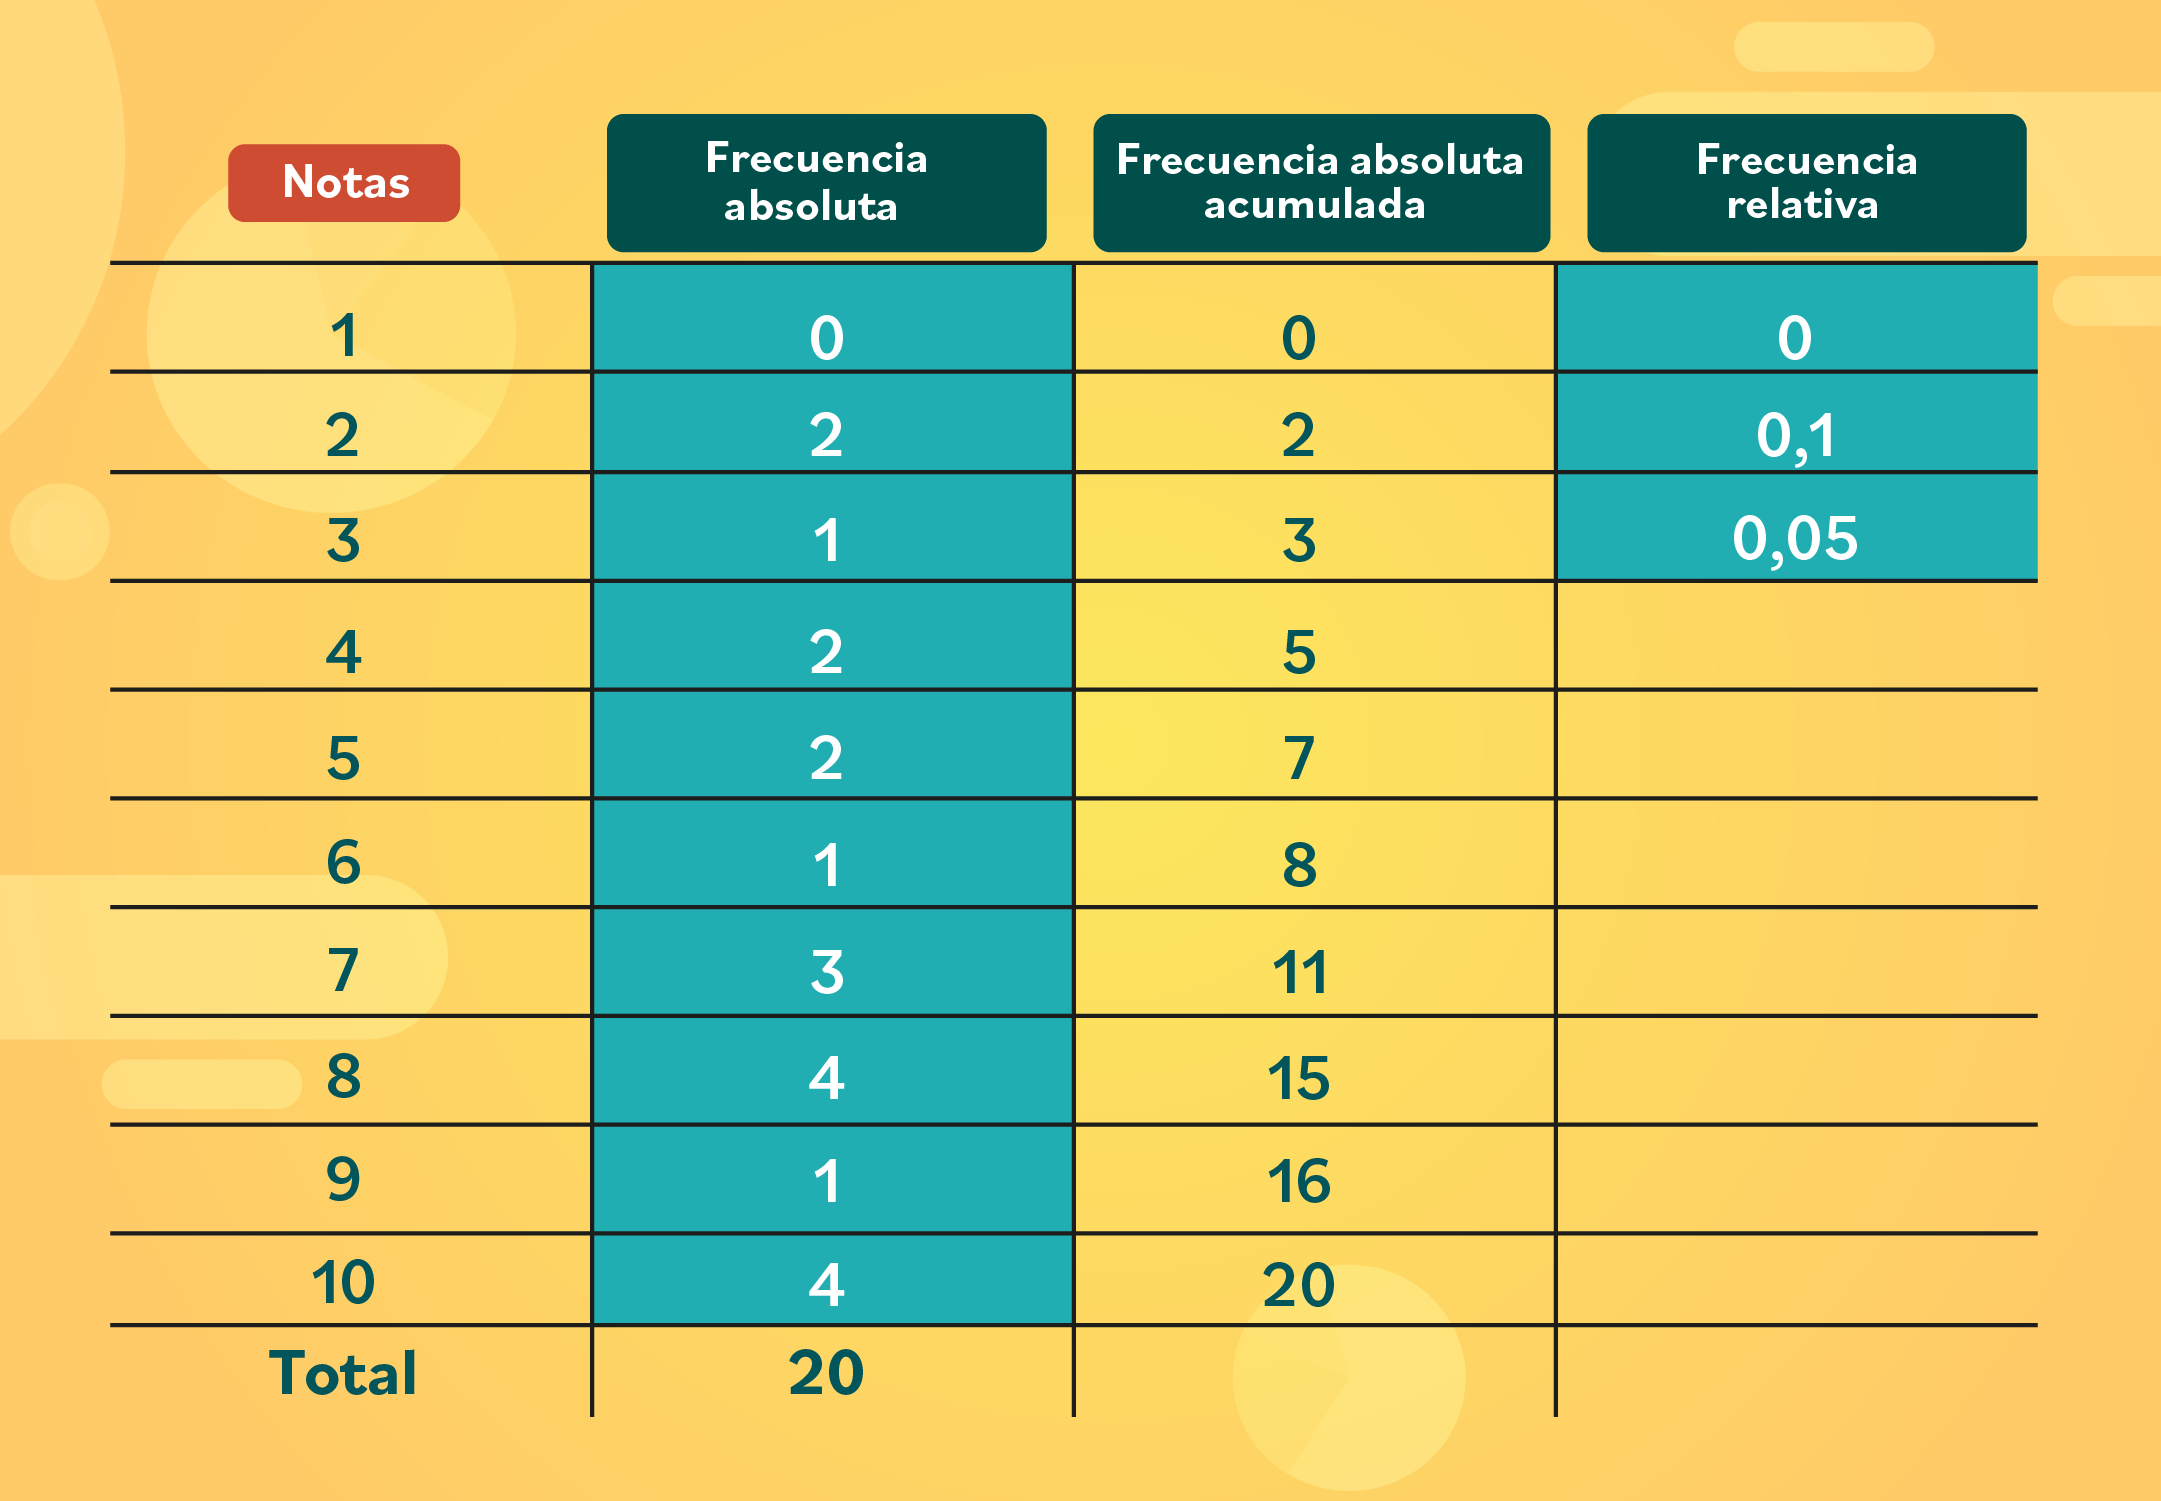 Notas
Frecuencia
absoluta
Frecuencia absoluta
acumulada
Frecuencia
relativa
1 0 0 0
2 2 2 0,1
3 1 3 0,05
4 2 5
5 2 7
6 1 8
7 3 11
8 4 15
9 1 16
10 4 20
Total 20